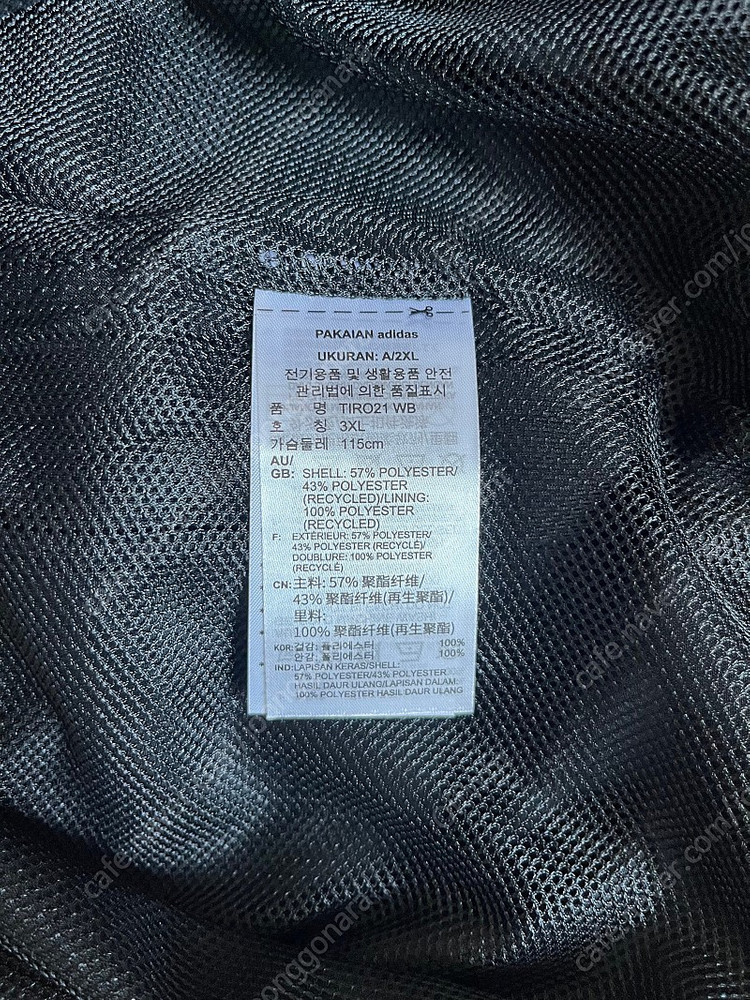 PAKAIAN adidas
UKURAN: A/2XL
전기용품 및 생활용품 안전
관리법에 의한 품질표시
품 명 TIRO21 WB
호 칭 3XL
가슴둘레 115cm
AU/
GB: SHELL: 57% POLYESTER/
43% POLYESTER
(RECYCLED)/LINING:
100% POLYESTER
(RECYCLED)
F: EXTÉRIEUR: 57% POLYESTER/
43% POLYESTER (RECYCLÉ)/
DOUBLURE: 100% POLYESTER
(RECYCLÉ)
CN: 主料: 57% 聚酯纤维/
43% 聚酯纤维(再生聚酯)/
里料:
100% 聚酯纤维(再生聚酯)
KOR: 겉감: 폴리에스터 100%
안감: 폴리에스터 100%
IND: LAPISAN KERAS/SHELL:
57% POLYESTER/43% POLYESTER
HASIL DAUR ULANG/LAPISAN DALAM:
100% POLYESTER HASIL DAUR ULANG